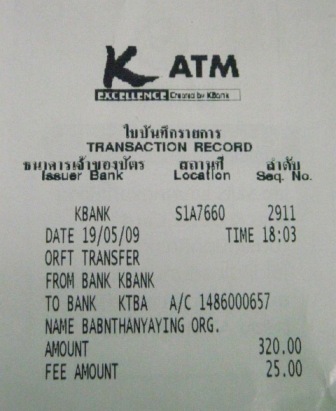 K ATM
EXCELLENCE Created by KBank
ใบบันทึกรายการ
TRANSACTION RECORD
ธนาคารเจ้าของบัตร สถานที่ ลำดับ
Issuer Bank Location Seq. No.
KBANK S1A7660 2911
DATE 19/05/09 TIME 18:03
ORFT TRANSFER
FROM BANK KBANK
TO BANK KTBA A/C 1486000657
NAME BABNTHANYAYING ORG.
AMOUNT 320.00
FEE AMOUNT 25.00